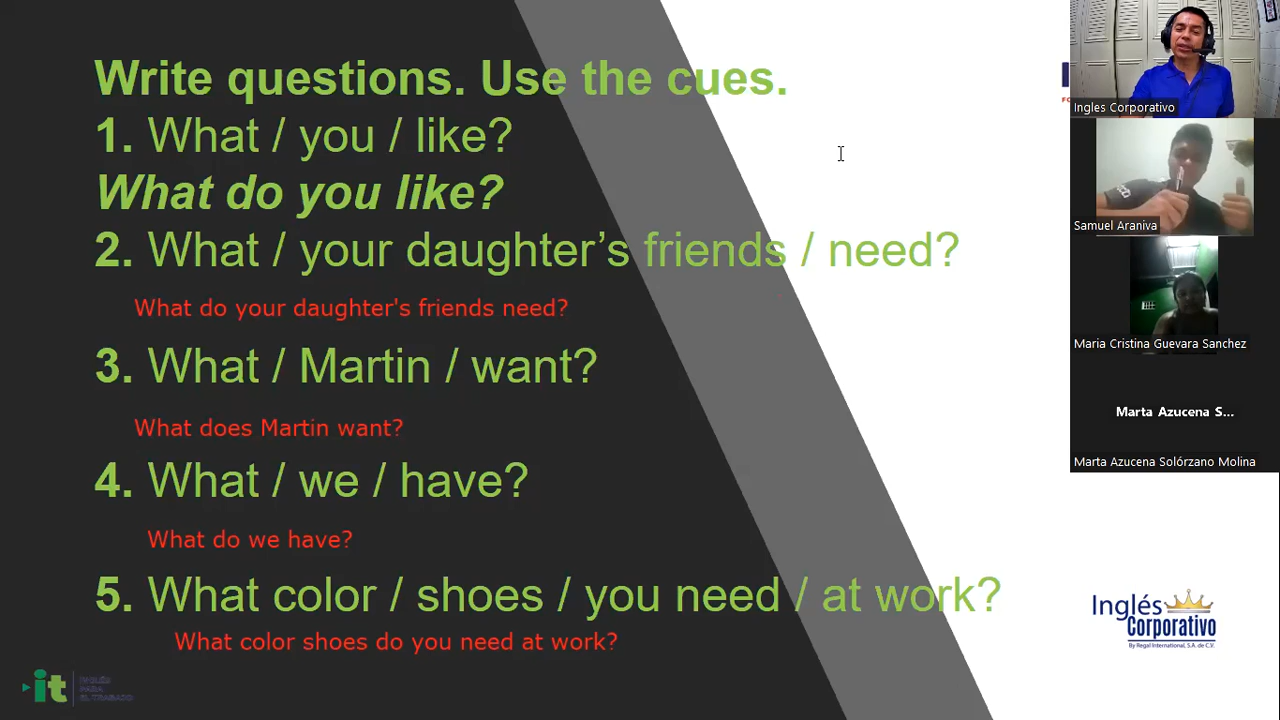 Write questions. Use the cues.
1. What / you / like?
What do you like?
2. What / your daughter’s friends / need?
What do your daughter's friends need?
3. What / Martin / want?
What does Martin want?
4. What / we / have?
What do we have?
5. What color / shoes / you need / at work?
What color shoes do you need at work?
Ingles Corporativo
Samuel Araniva
Maria Cristina Guevara Sanchez
Marta Azucena S...
Marta Azucena Solórzano Molina
Inglés
Corporativo
By Regal International, S.A. de C.V.
it
INGLÉS
PARA
EL TRABAJO